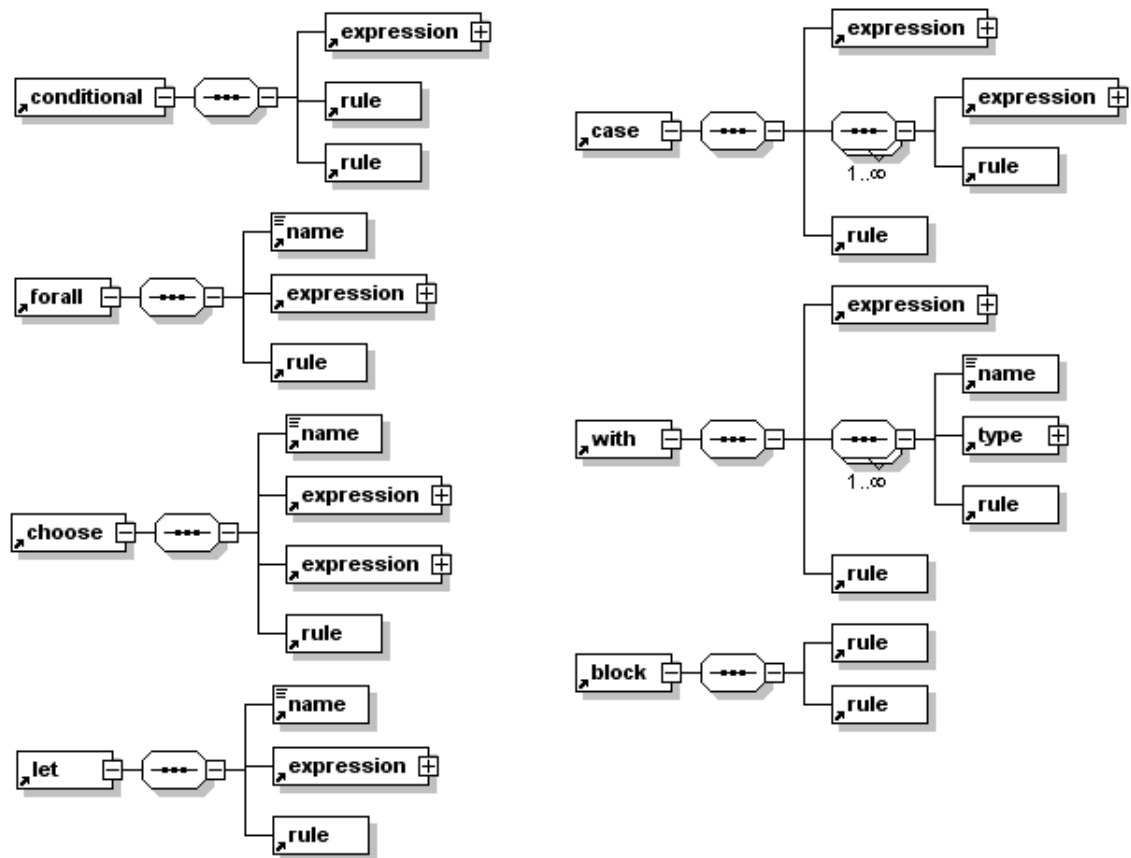 conditional
expression
rule
rule
forall
name
expression
rule
choose
name
expression
expression
rule
let
name
expression
rule
case
expression
1..∞
expression
rule
rule
with
expression
1..∞
name
type
rule
rule
block
rule
rule